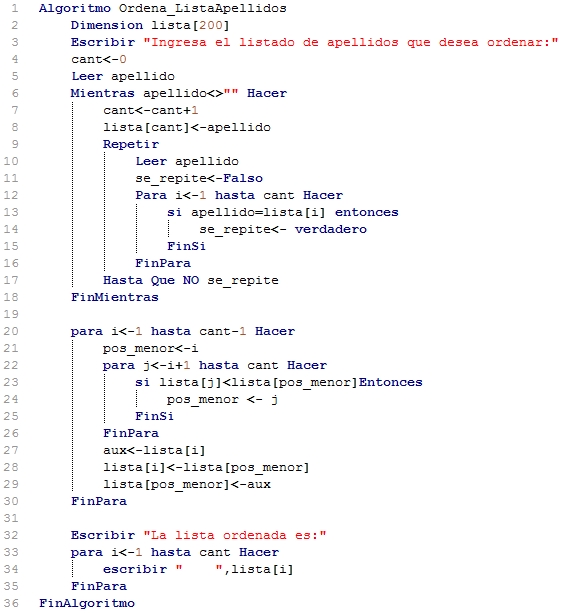 1 Algoritmo Ordena_ListaApellidos
2 Dimension lista[200]
3 Escribir "Ingresa el listado de apellidos que desea ordenar:"
4 cant<-0
5 Leer apellido
6 Mientras apellido<>"" Hacer
7 cant<-cant+1
8 lista[cant]<-apellido
9 Repetir
10 Leer apellido
11 se_repite<-Falso
12 Para i<-1 hasta cant Hacer
13 si apellido=lista[i] entonces
14 se_repite<- verdadero
15 FinSi
16 FinPara
17 Hasta Que NO se_repite
18 FinMientras
19
20 para i<-1 hasta cant-1 Hacer
21 pos_menor<-i
22 para j<-i+1 hasta cant Hacer
23 si lista[j]<lista[pos_menor]Entonces
24 pos_menor <- j
25 FinSi
26 FinPara
27 aux<-lista[i]
28 lista[i]<-lista[pos_menor]
29 lista[pos_menor]<-aux
30 FinPara
31
32 Escribir "La lista ordenada es:"
33 para i<-1 hasta cant Hacer
34 escribir "    ",lista[i]
35 FinPara
36 FinAlgoritmo